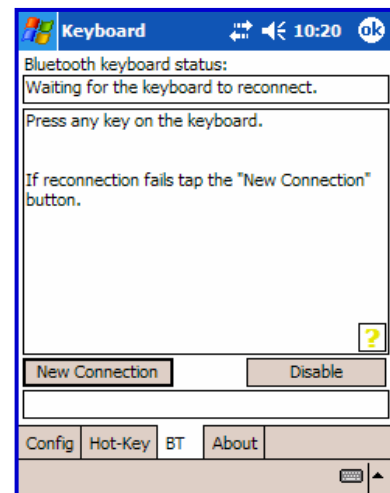 Keyboard 10:20 ok
Bluetooth keyboard status:
Waiting for the keyboard to reconnect.
Press any key on the keyboard.
If reconnection fails tap the "New Connection"
button.
?
New Connection Disable
Config Hot-Key BT About